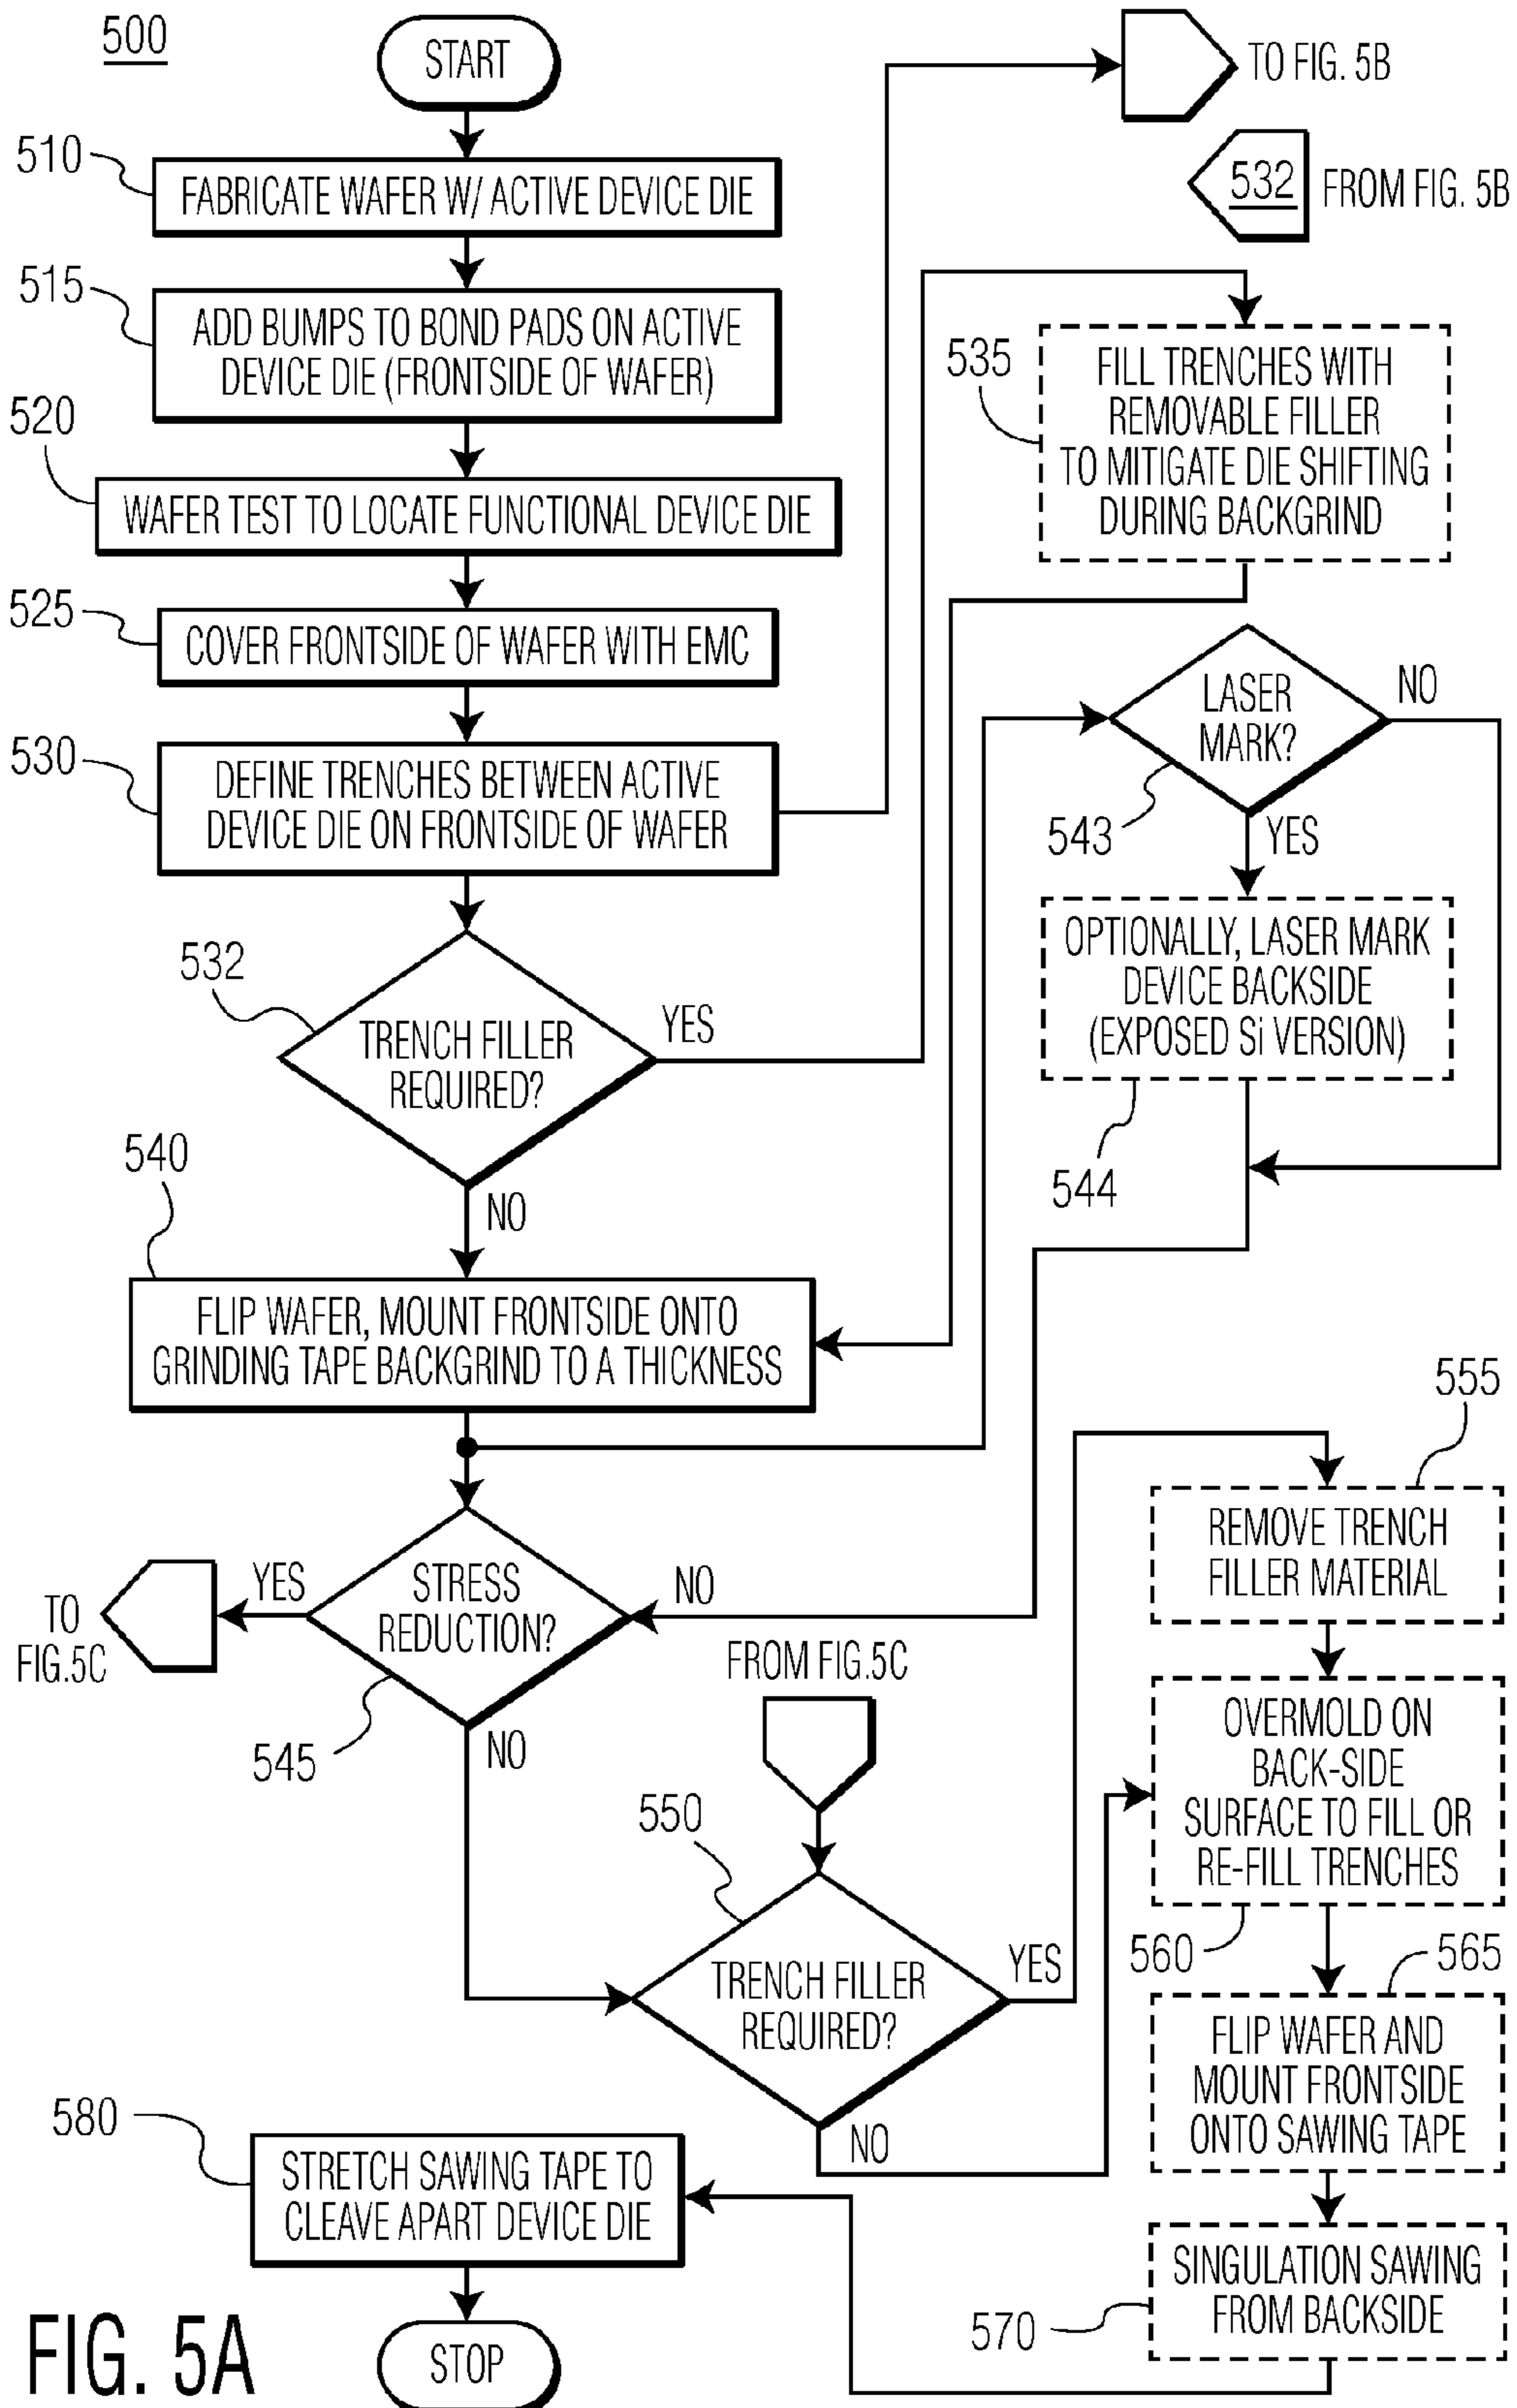 500
START
TO FIG. 5B
532
FROM FIG. 5B
510
FABRICATE WAFER W/ ACTIVE DEVICE DIE
515
ADD BUMPS TO BOND PADS ON ACTIVE
DEVICE DIE (FRONTSIDE OF WAFER)
520
WAFER TEST TO LOCATE FUNCTIONAL DEVICE DIE
525
COVER FRONTSIDE OF WAFER WITH EMC
530
DEFINE TRENCHES BETWEEN ACTIVE
DEVICE DIE ON FRONTSIDE OF WAFER
532
TRENCH FILLER
REQUIRED?
YES
NO
535
FILL TRENCHES WITH
REMOVABLE FILLER
TO MITIGATE DIE SHIFTING
DURING BACKGRIND
540
FLIP WAFER, MOUNT FRONTSIDE ONTO
GRINDING TAPE BACKGRIND TO A THICKNESS
LASER
MARK?
NO
543
YES
OPTIONALLY, LASER MARK
DEVICE BACKSIDE
(EXPOSED Si VERSION)
544
STRESS
REDUCTION?
YES
TO
FIG.5C
NO
545
NO
FROM FIG.5C
550
TRENCH FILLER
REQUIRED?
YES
NO
555
REMOVE TRENCH
FILLER MATERIAL
OVERMOLD ON
BACK-SIDE
SURFACE TO FILL OR
RE-FILL TRENCHES
560
565
FLIP WAFER AND
MOUNT FRONTSIDE
ONTO SAWING TAPE
SINGULATION SAWING
FROM BACKSIDE
570
580
STRETCH SAWING TAPE TO
CLEAVE APART DEVICE DIE
STOP
FIG. 5A